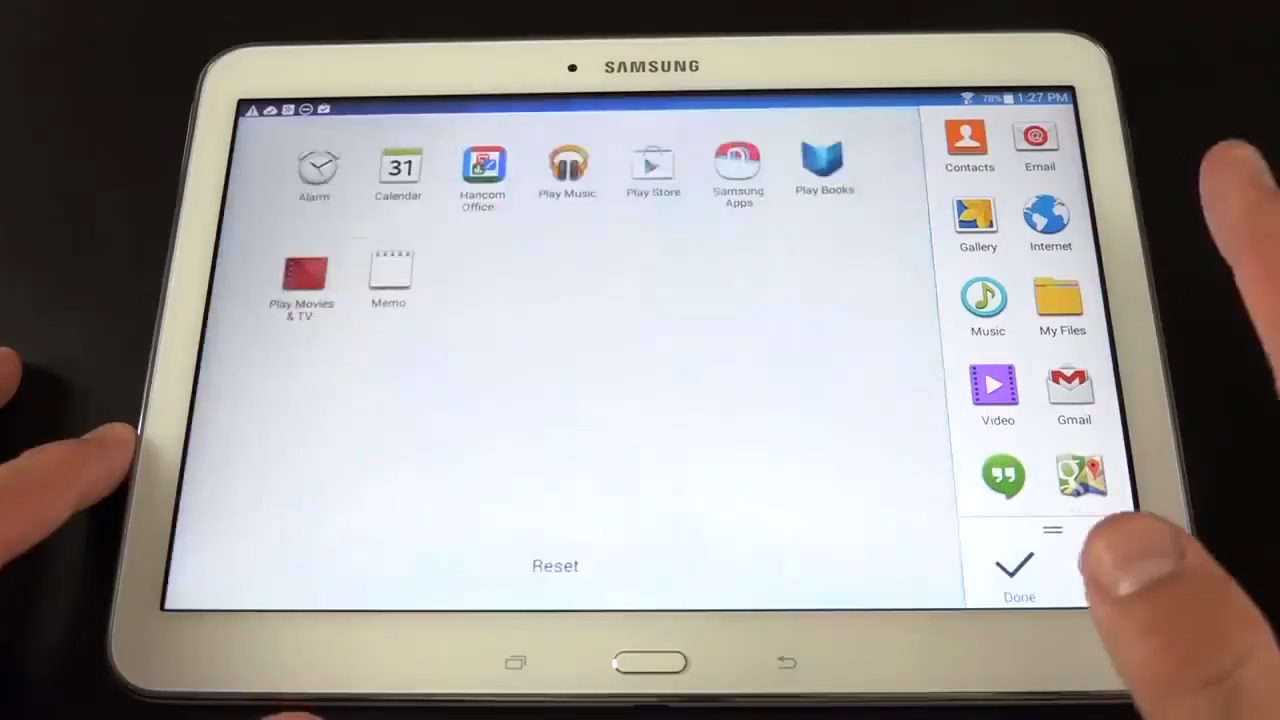 SAMSUNG
78% 1:27 PM
Alarm
31
Calendar
Hancom
Office
Play Music
Play Store
Samsung
Apps
Play Books
Play Movies
& TV
Memo
Contacts
Email
Gallery
Internet
Music
My Files
Video
Gmail
Reset
Done